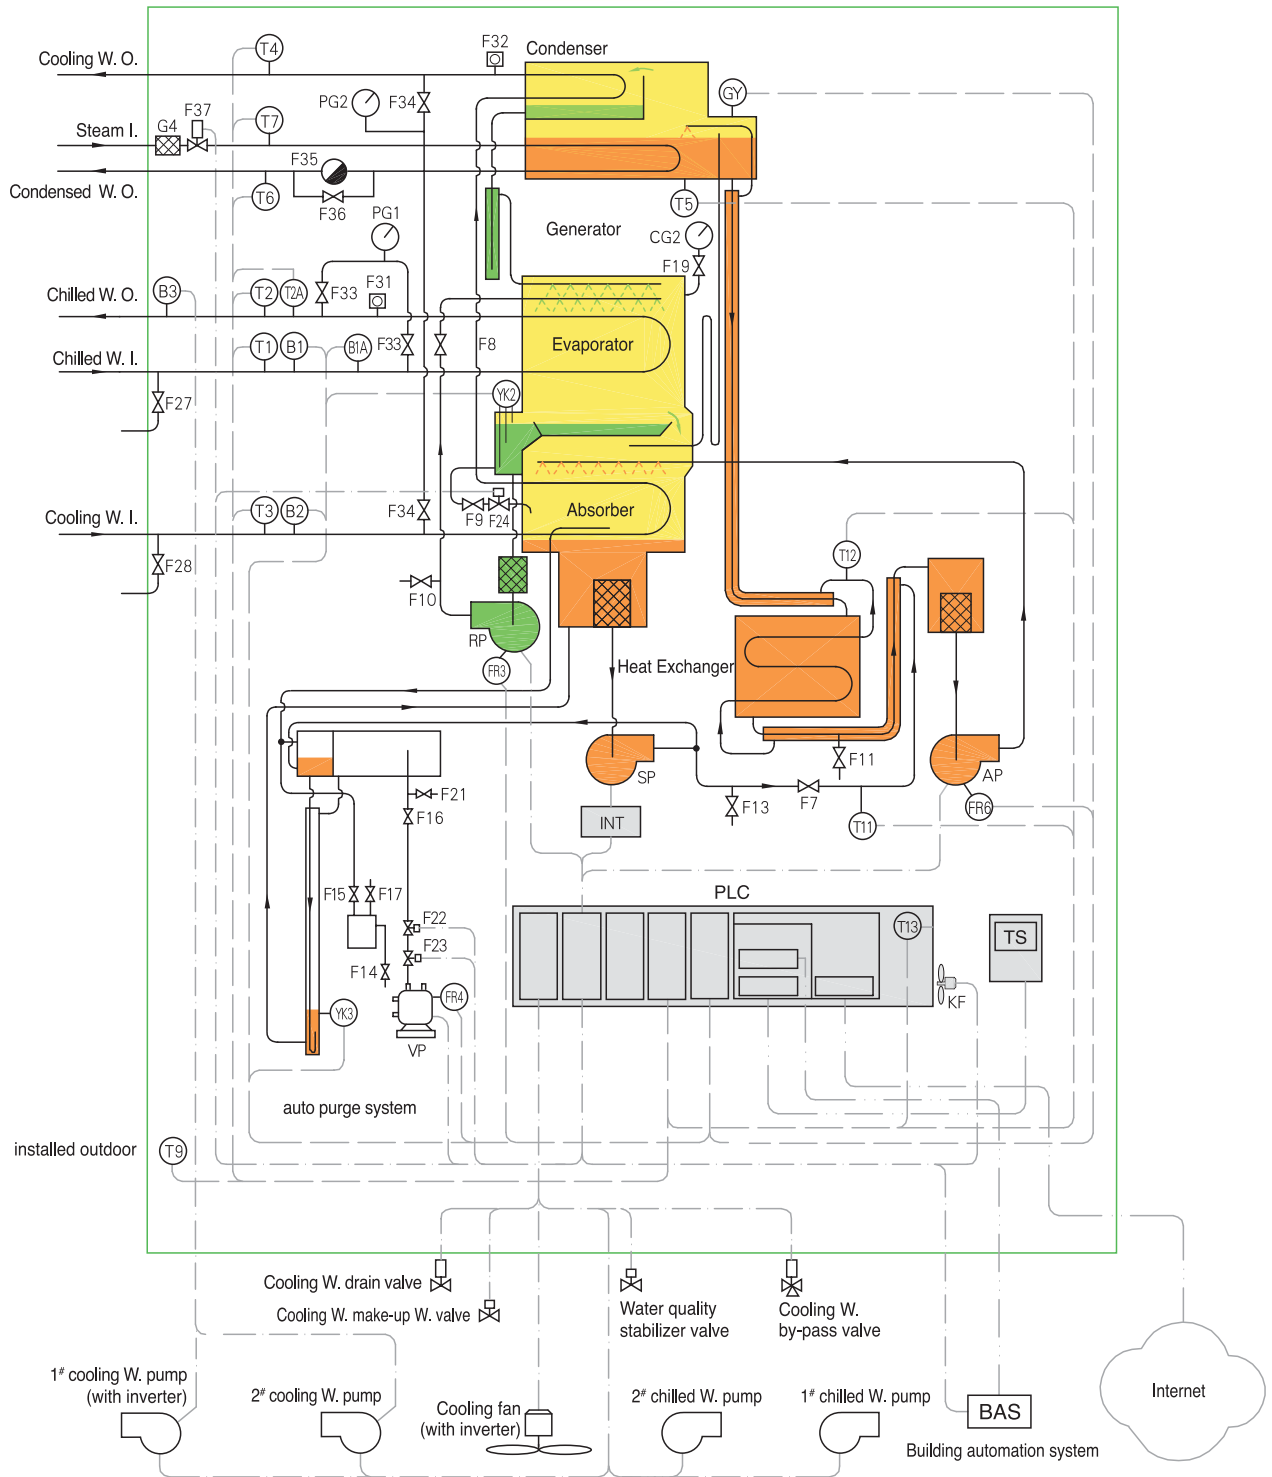 F32
Condenser
T4
Cooling W. O.
F37
PG2
F34
GY
G4
T7
Steam I.
F35
Condensed W. O.
T6
F36
T5
PG1
Generator
CG2
F19
B3
T2
T2A
F33
F31
Chilled W. O.
T1
B1
B1A
F33
F8
Evaporator
Chilled W. I.
F27
YK2
T3
B2
F34
F9
F24
Absorber
Cooling W. I.
F28
T12
F10
RP
FR3
Heat Exchanger
F11
SP
AP
F21
F7
F13
FR6
F16
INT
T11
F15
F17
PLC
F22
T13
TS
F23
F14
FR4
KF
YK3
VP
auto purge system
installed outdoor
T9
Cooling W. drain valve
Cooling W. make-up W. valve
Water quality
stabilizer valve
Cooling W.
by-pass valve
1# cooling W. pump
(with inverter)
2# cooling W. pump
Cooling fan
(with inverter)
2# chilled W. pump
1# chilled W. pump
BAS
Building automation system
Internet